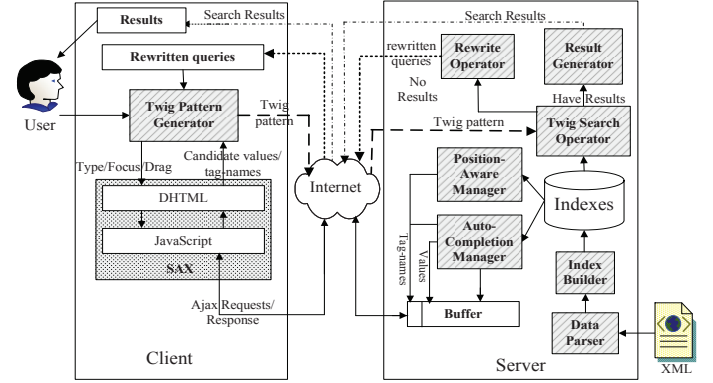 Results
Search Results
Rewritten queries
User
Twig Pattern
Generator
Twig
pattern
Type/Focus/Drag
Candidate values/
tag-names
DHTML
JavaScript
SAX
Ajax Requests/
Response
Client
Internet
Search Results
rewritten
queries
Rewrite
Operator
Result
Generator
No
Results
Have Results
Twig pattern
Twig Search
Operator
Position-
Aware
Manager
Indexes
Auto-
Completion
Manager
Tag-names
Values
Index
Builder
Buffer
Data
Parser
XML
Server